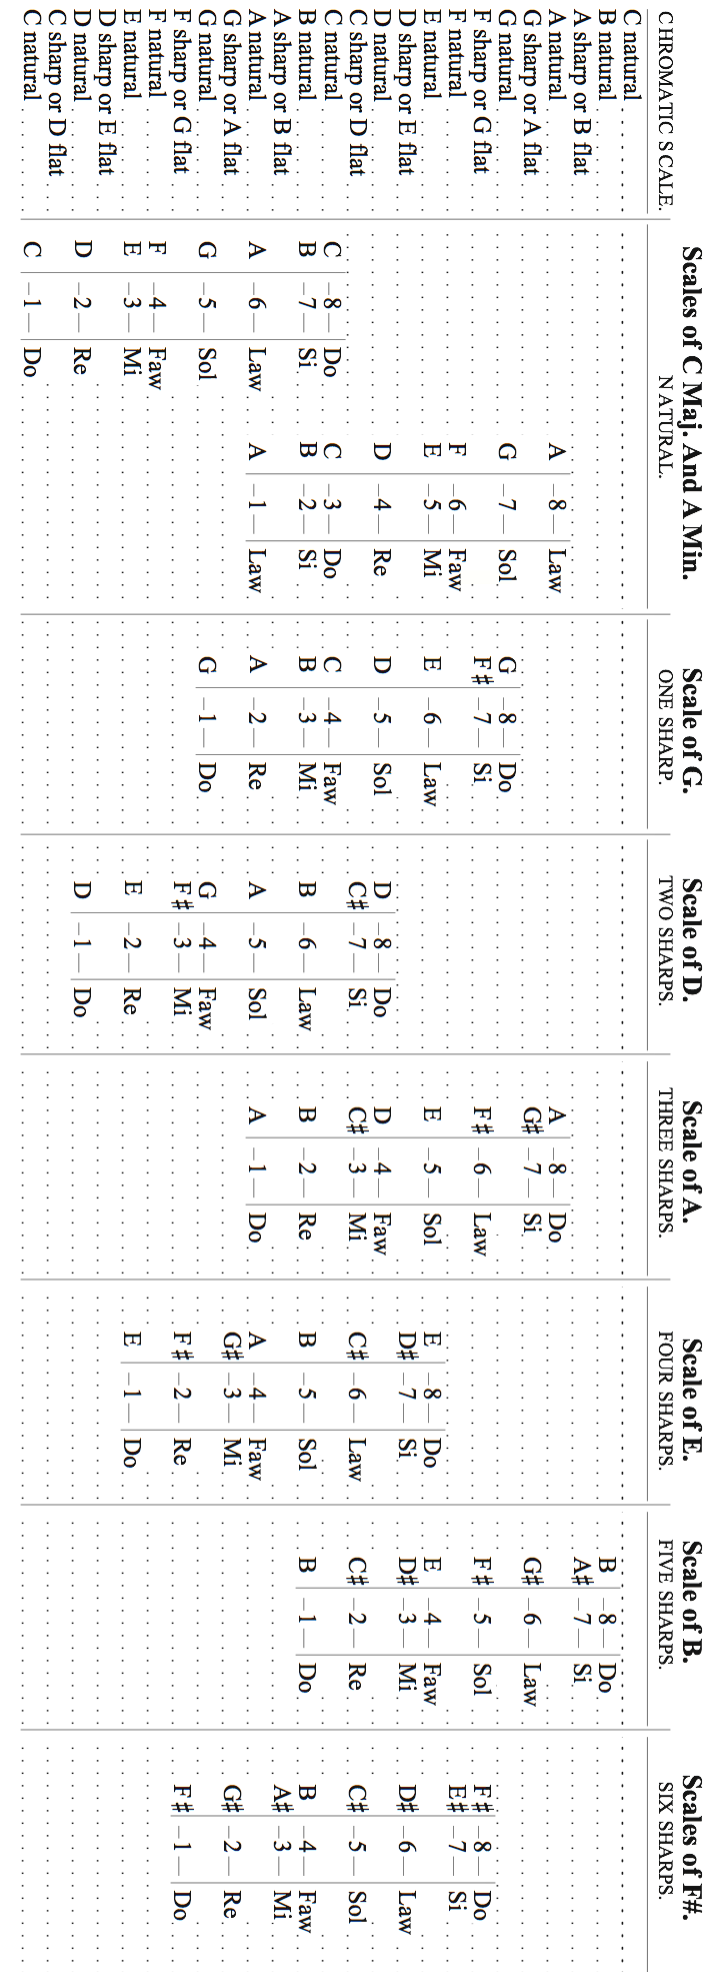 Scales of C Maj. And A Min. Scale of G. Scale of D. Scale of A. Scale of E. Scale of B. Scales of F#.
CHROMATIC SCALE. NATURAL. ONE SHARP TWO SHARPS. THREE SHARPS. FOUR SHARPS. FIVE SHARPS. SIX SHARPS.
C natural
B natural B –8– Do
A sharp or B flat A# –7– Si
A natural A –8– Law A –8– Do
G sharp or A flat G# –7– Si G# –6– Law
G natural G –7– Sol G –8– Do
F sharp or G flat F# –7– Si F# –6– Law F# –5– Sol F# –8– Do
F natural F –6– Faw E# –7– Si
E natural E –5– Mi E –6– Law E –5– Sol E –8– Do E –4– Faw
D sharp or E flat D# –7– Si D# –3– Mi D# –6– Law
D natural D –4– Re D –5– Sol D –8– Do D –4– Faw
C sharp or D flat C# –7– Si C# –3– Mi C# –6– Law C# –2– Re C# –5– Sol
C natural C –8– Do C –3– Do C –4– Faw
B natural B –7– Si B –2– Si B –3– Mi B –6– Law B –2– Re B –5– Sol B –1– Do B –4– Faw
A sharp or B flat A# –3– Mi
A natural A –6– Law A –1– Law A –2– Re A –5– Sol A –1– Do A –4– Faw
G sharp or A flat G# –3– Mi G# –2– Re
G natural G –5– Sol G –1– Do G –4– Faw
F sharp or G flat F# –3– Mi F# –2– Re F# –1– Do
F natural F –4– Faw
E natural E –3– Mi E –2– Re E –1– Do
D sharp or E flat
D natural D –2– Re D –1– Do
C sharp or D flat
C natural C –1– Do